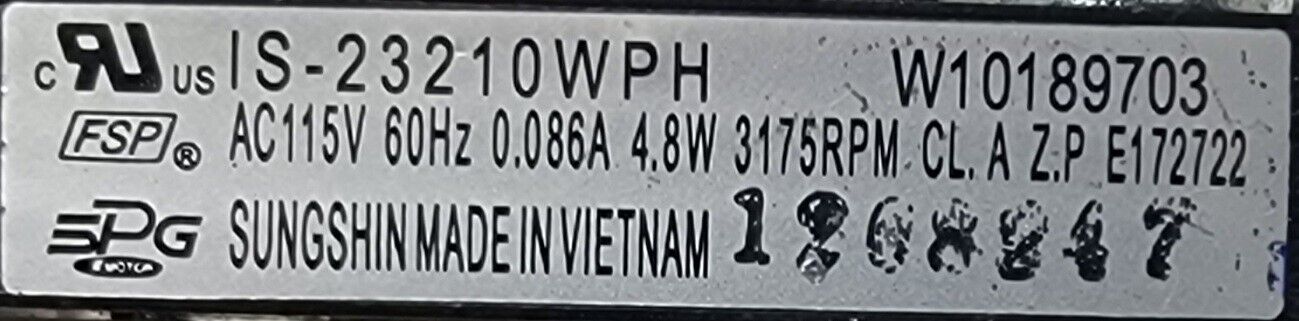 c RU us IS-23210WPH W10189703
FSP® AC115V 60Hz 0.086A 4.8W 3175RPM CL. A Z.P E172722
SPG SUNGSHIN MADE IN VIETNAM